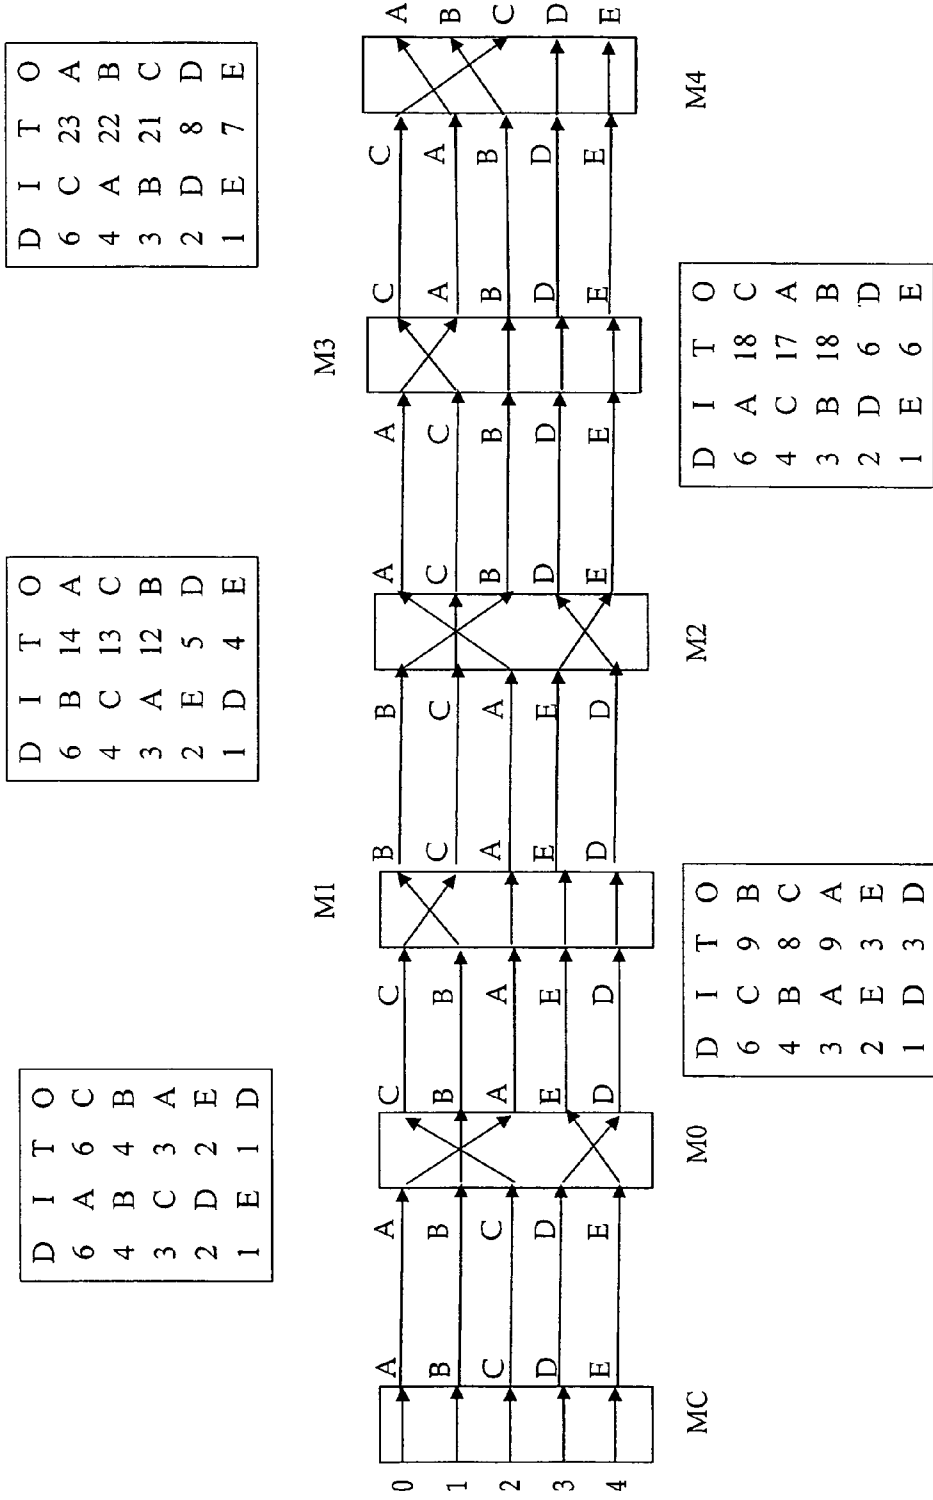 D I T O
6 A 6 C
4 B 4 B
3 C 3 A
2 D 2 E
1 E 1 D
D I T O
6 B 14 A
4 C 13 C
3 A 12 B
2 E 5 D
1 D 4 E
D I T O
6 C 23 A
4 A 22 B
3 B 21 C
2 D 8 D
1 E 7 E
M1 M3
0 A A C C B B A A C C A
1 B B B B C C C C A A B
2 C C A A A A B B B B C
3 D D E E E E D D D D D
4 E E D D D D E E E E E
MC M0 M2 M4
D I T O
6 C 9 B
4 B 8 C
3 A 9 A
2 E 3 E
1 D 3 D
D I T O
6 A 18 C
4 C 17 A
3 B 18 B
2 D 6 D
1 E 6 E